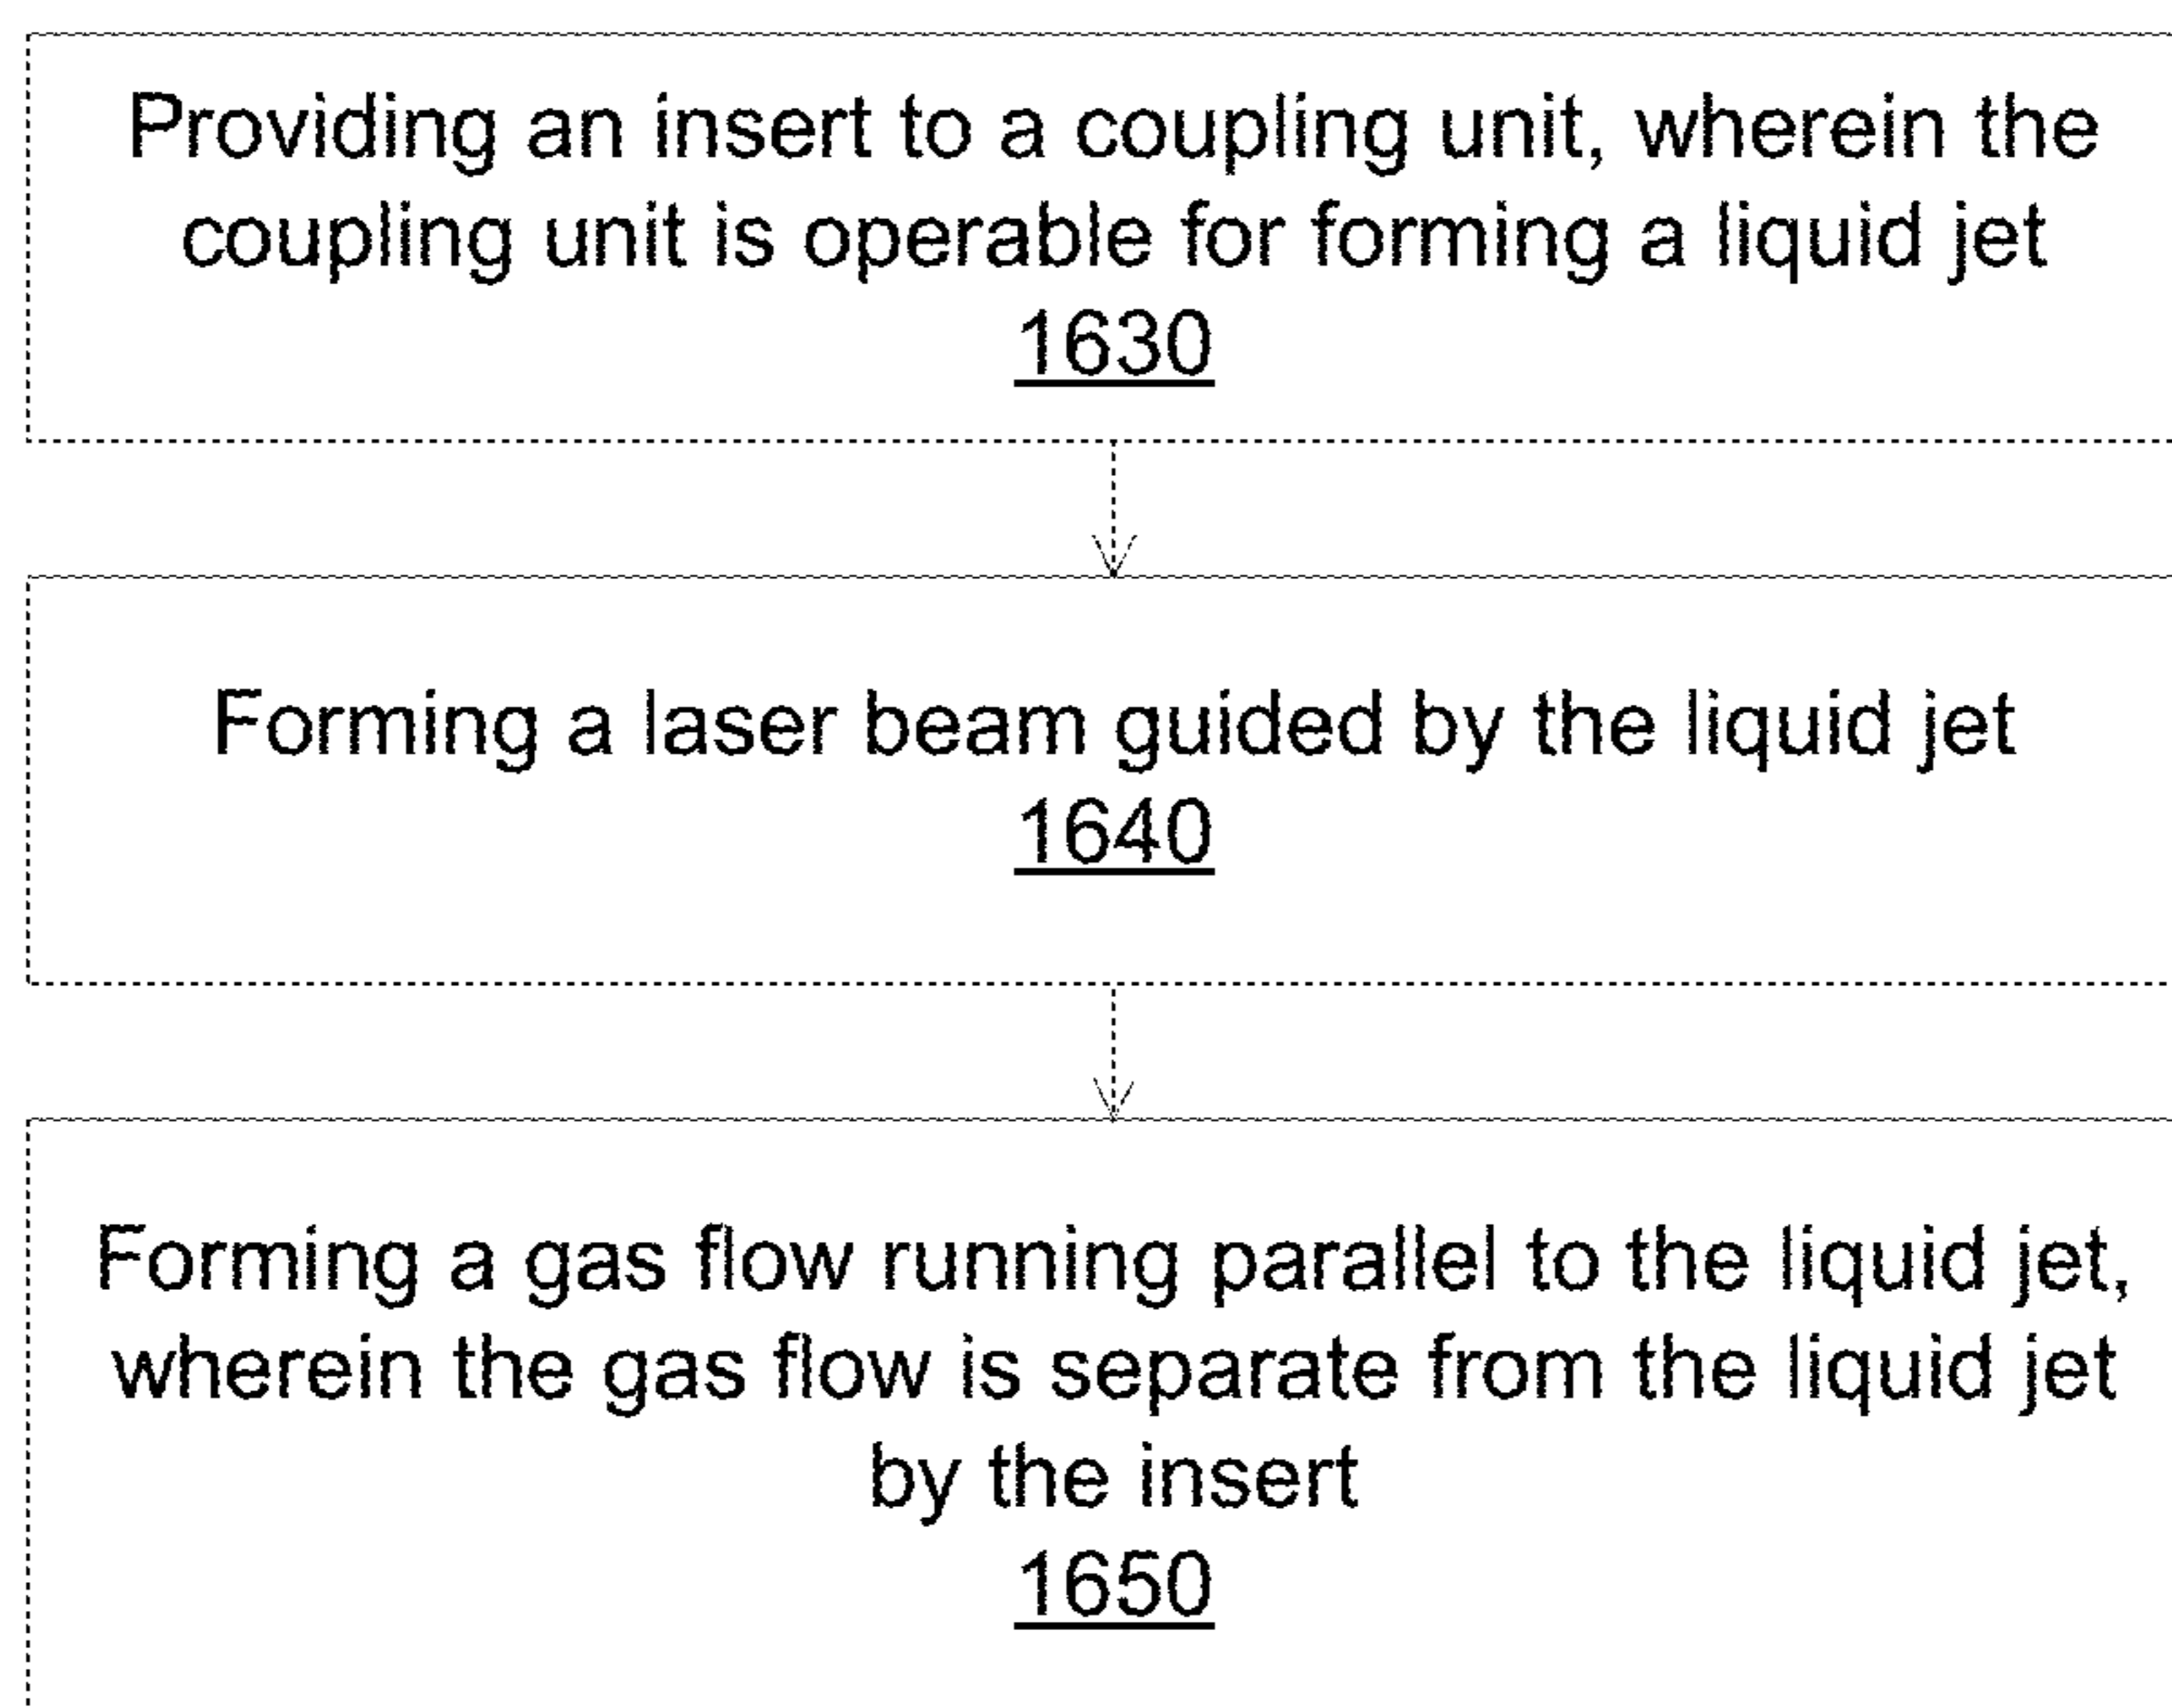 Providing an insert to a coupling unit, wherein the
coupling unit is operable for forming a liquid jet
1630
Forming a laser beam guided by the liquid jet
1640
Forming a gas flow running parallel to the liquid jet,
wherein the gas flow is separate from the liquid jet
by the insert
1650